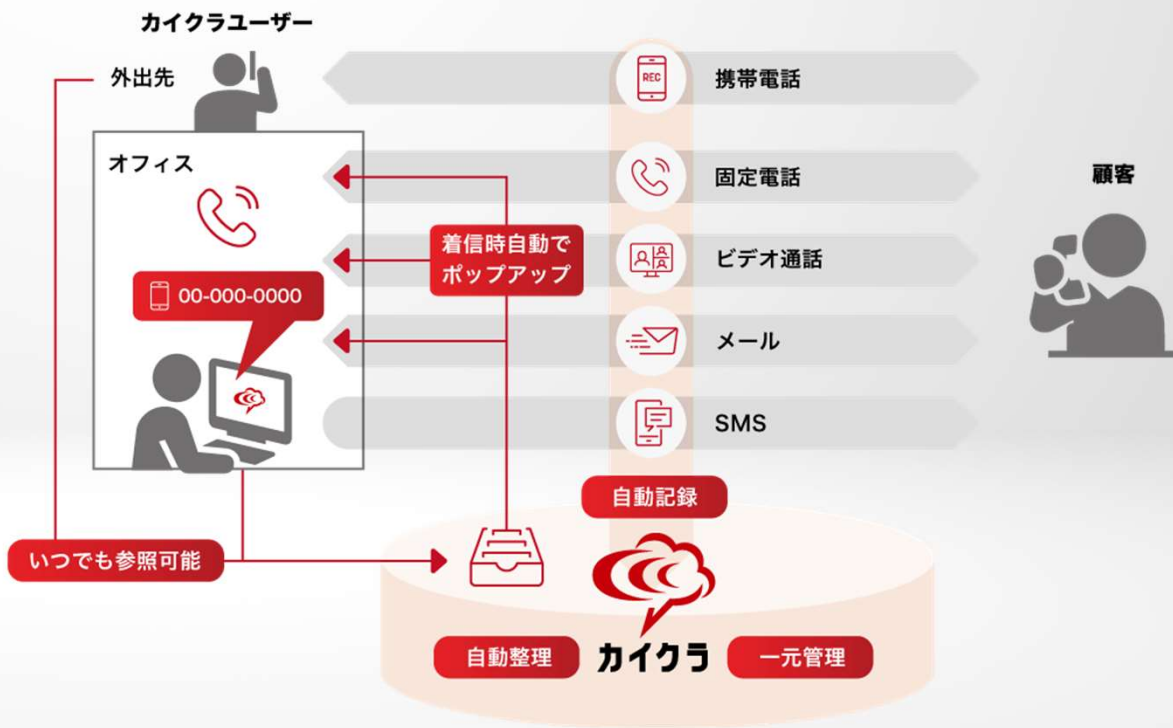 カイクラユーザー
外出先
オフィス
00-000-0000
着信時自動で
ポップアップ
REC
携帯電話
固定電話
ビデオ通話
メール
SMS
顧客
自動記録
いつでも参照可能
自動整理
カイクラ
一元管理